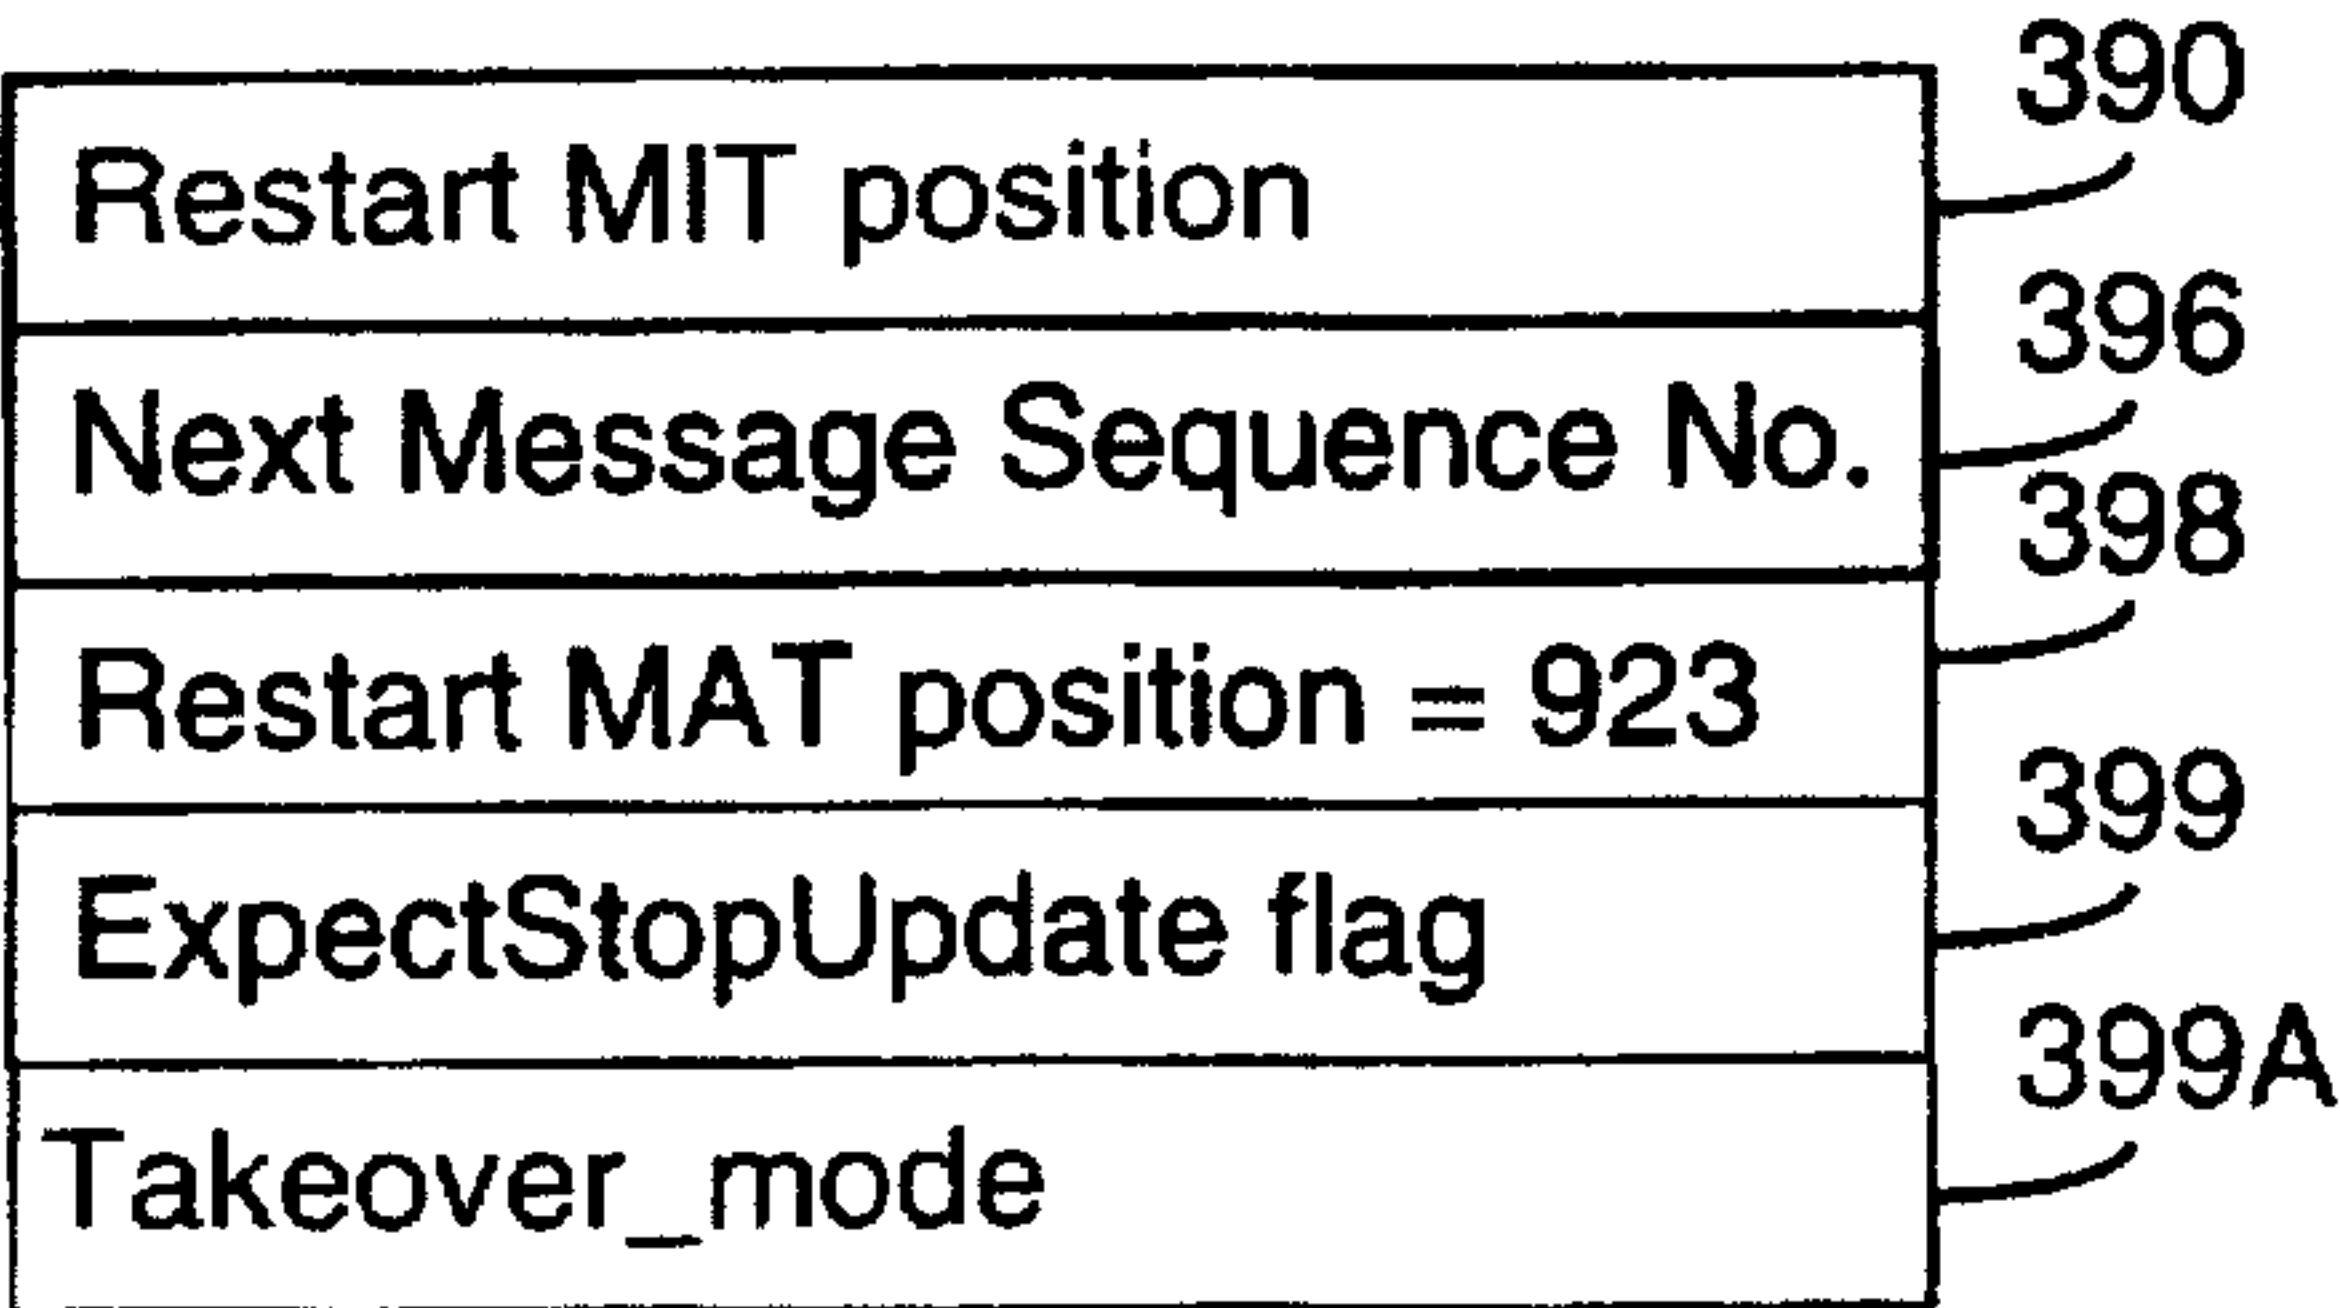 390
Restart MIT position
396
Next Message Sequence No.
398
Restart MAT position = 923
399
ExpectStopUpdate flag
399A
Takeover_mode